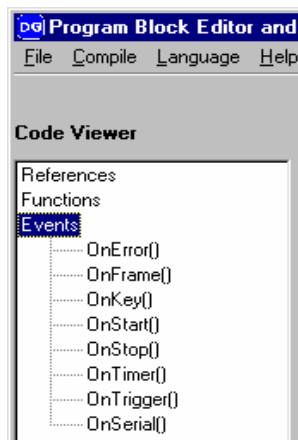 DG Program Block Editor and
File Compile Language Help
Code Viewer
References
Functions
Events
OnError()
OnFrame()
OnKey()
OnStart()
OnStop()
OnTimer()
OnTrigger()
OnSerial()